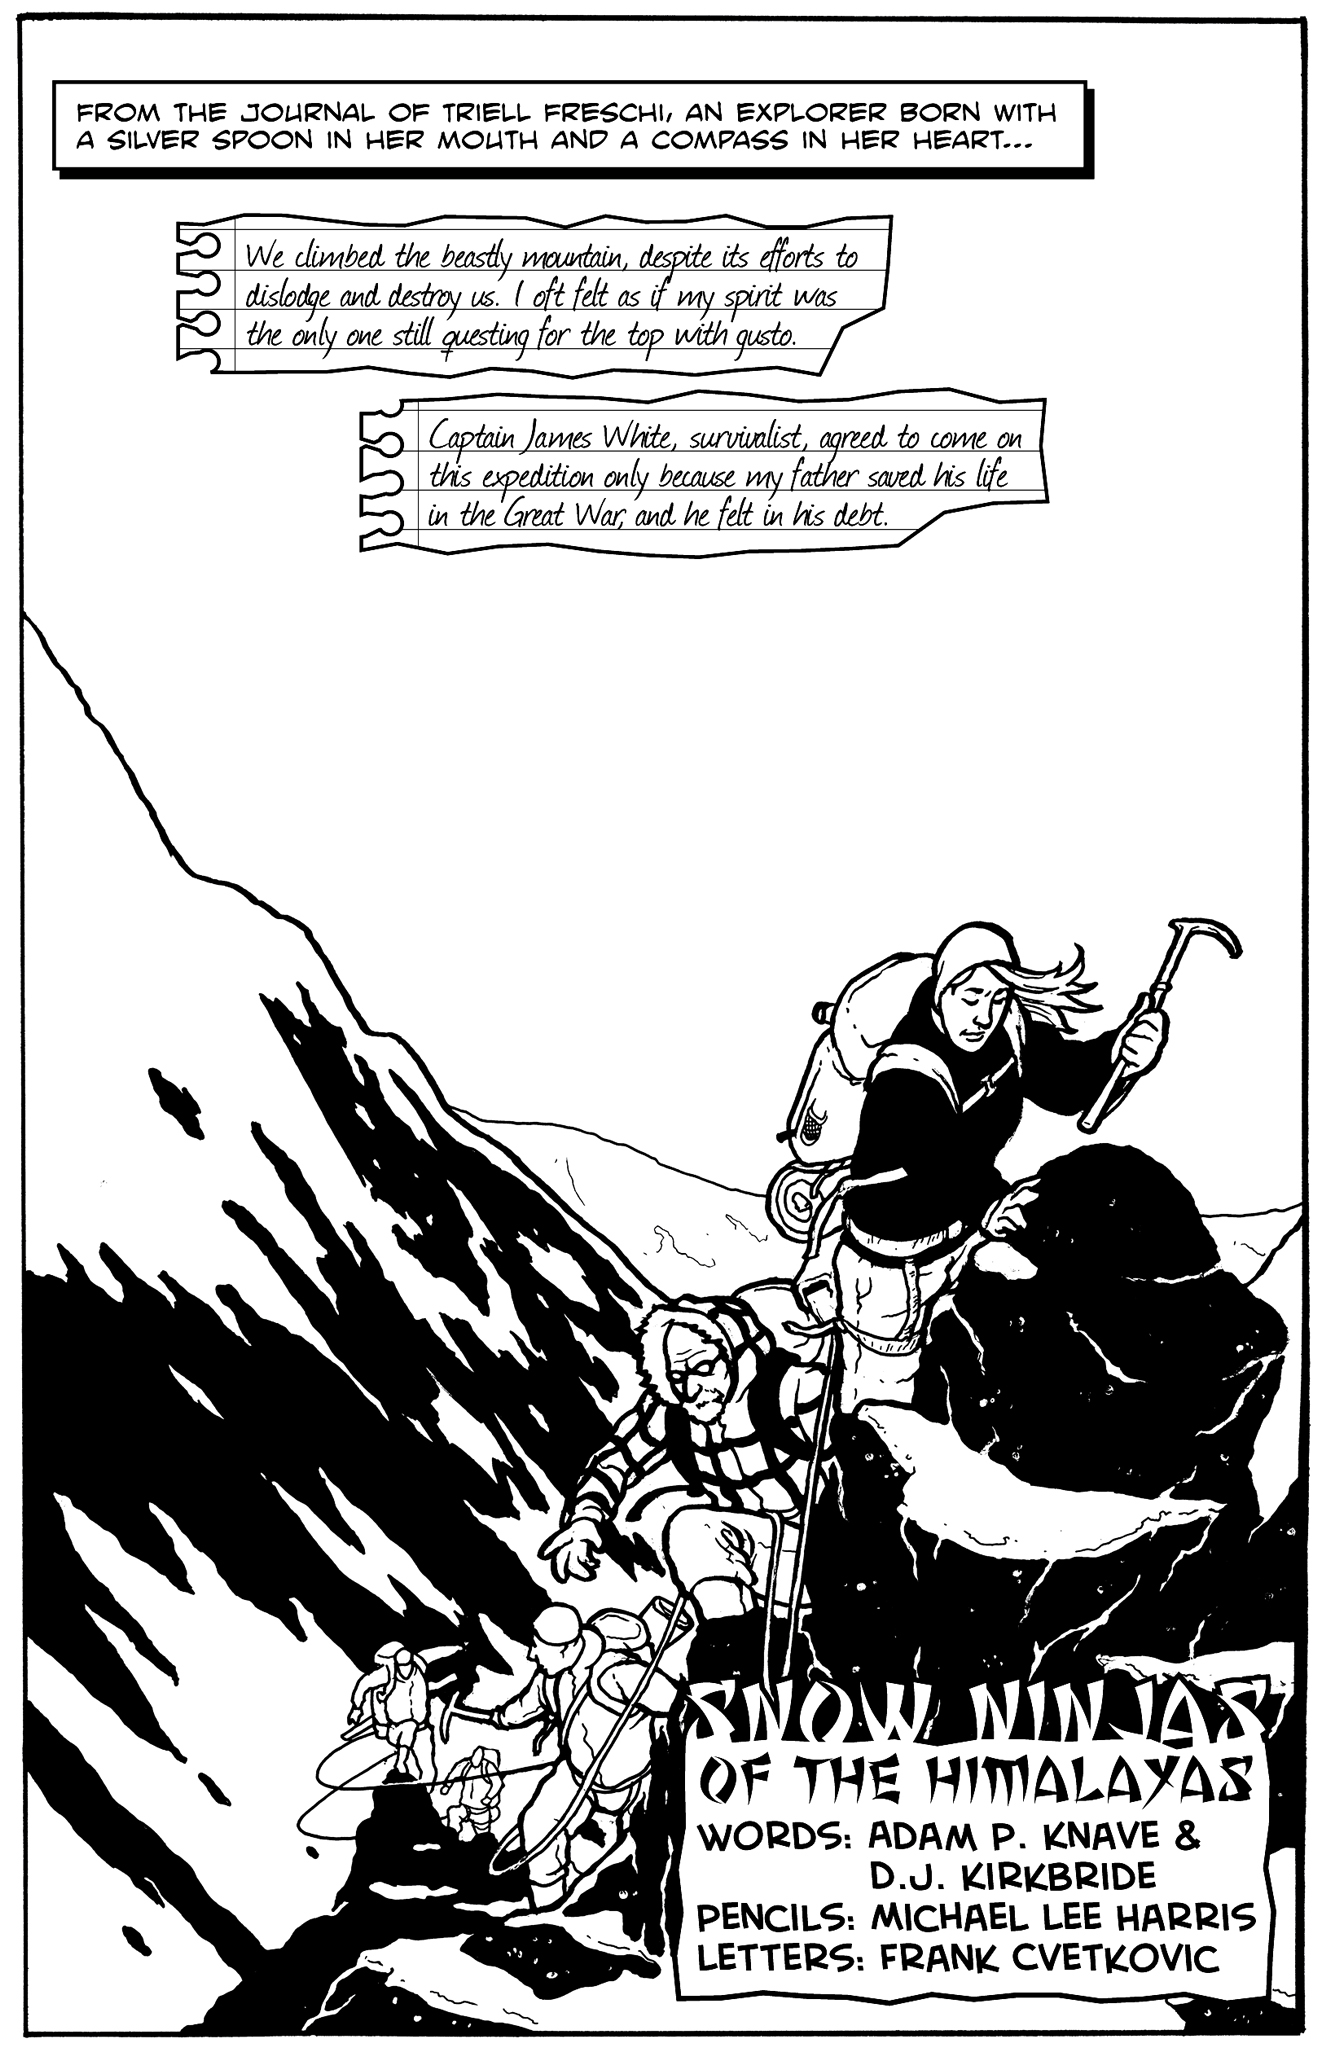 FROM THE JOURNAL OF TRIELL FRESCHI, AN EXPLORER BORN WITH
A SILVER SPOON IN HER MOUTH AND A COMPASS IN HER HEART...
We climbed the beastly mountain, despite its efforts to
dislodge and destroy us. I oft felt as if my spirit was
the only one still questing for the top with gusto.
Captain James White, survivalist, agreed to come on
this expedition only because my father saved his life
in the Great War, and he felt in his debt.
SNOW NINJAS
OF THE HIMALAYAS
WORDS: ADAM P. KNAVE &
D.J. KIRKBRIDE
PENCILS: MICHAEL LEE HARRIS
LETTERS: FRANK CVETKOVIC